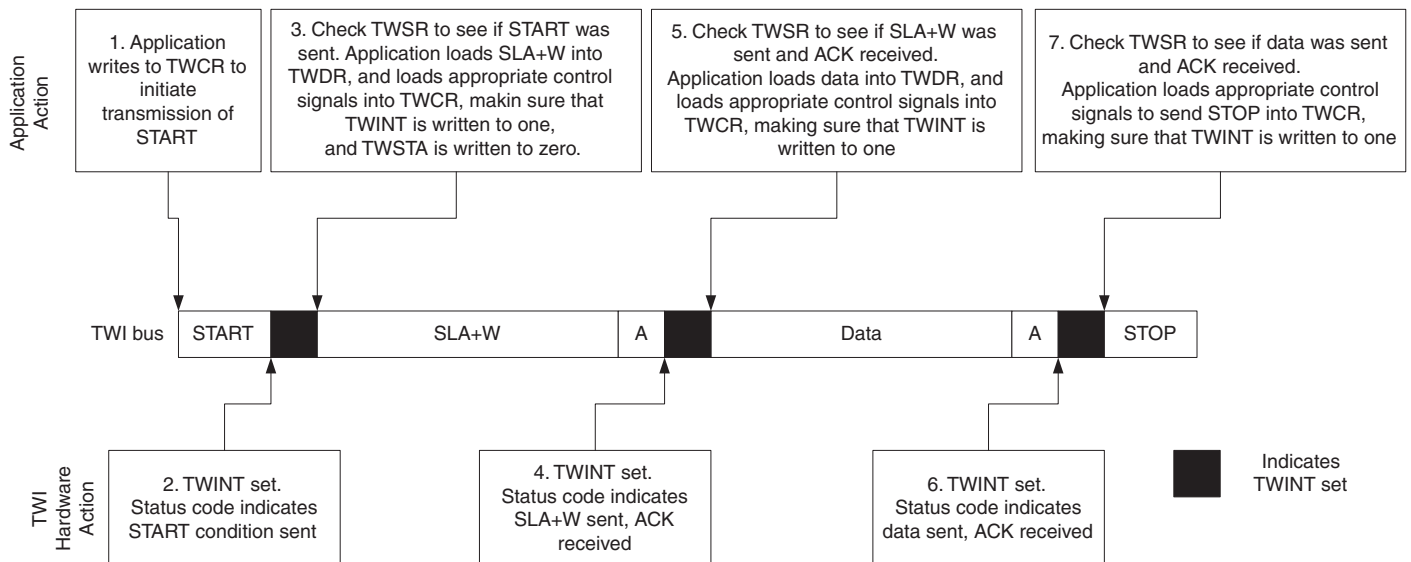 Application
Action
1. Application
writes to TWCR to
initiate
transmission of
START
3. Check TWSR to see if START was
sent. Application loads SLA+W into
TWDR, and loads appropriate control
signals into TWCR, makin sure that
TWINT is written to one,
and TWSTA is written to zero.
5. Check TWSR to see if SLA+W was
sent and ACK received.
Application loads data into TWDR, and
loads appropriate control signals into
TWCR, making sure that TWINT is
written to one
7. Check TWSR to see if data was sent
and ACK received.
Application loads appropriate control
signals to send STOP into TWCR,
making sure that TWINT is written to one
TWI bus
START
SLA+W
A
Data
A
STOP
TWI
Hardware
Action
2. TWINT set.
Status code indicates
START condition sent
4. TWINT set.
Status code indicates
SLA+W sent, ACK
received
6. TWINT set.
Status code indicates
data sent, ACK received
Indicates
TWINT set